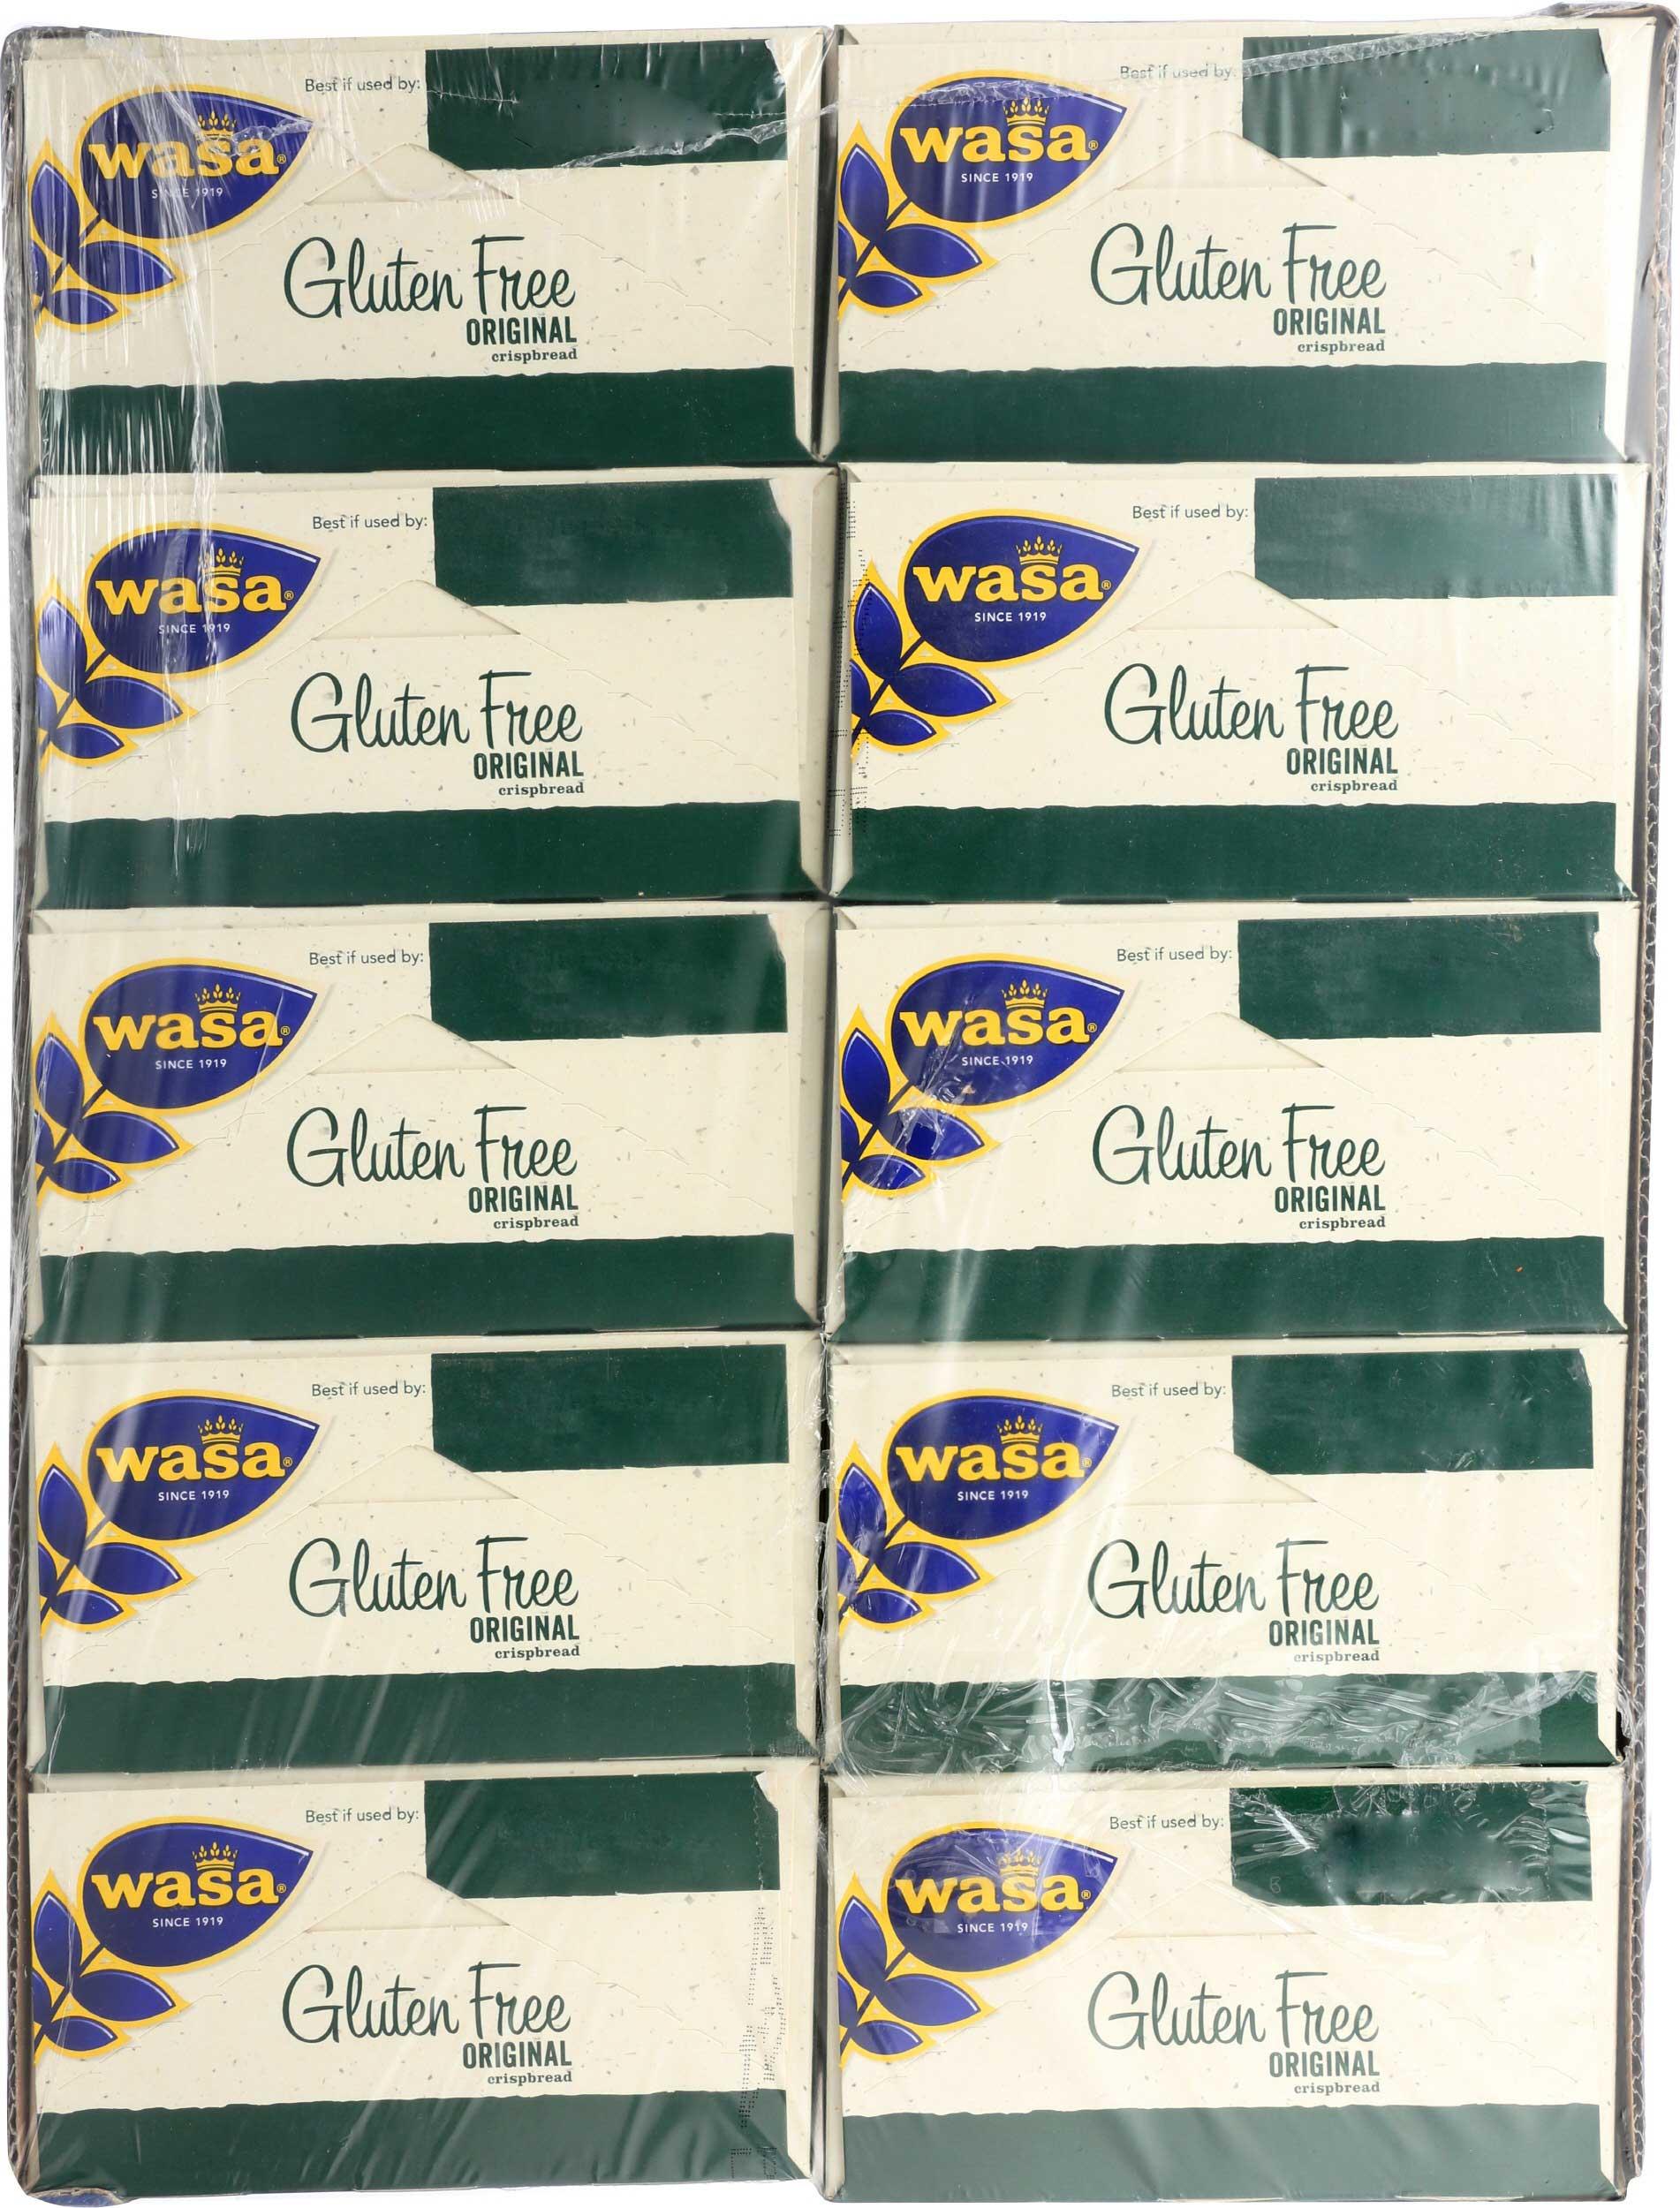 Best if used by:
wasa®
SINCE 1919
Gluten Free
ORIGINAL
crispbread
Best if used by:
wasa®
SINCE 1919
Gluten Free
ORIGINAL
crispbread
Best if used by:
wasa®
SINCE 1919
Gluten Free
ORIGINAL
crispbread
Best if used by:
wasa®
SINCE 1919
Gluten Free
ORIGINAL
crispbread
Best if used by:
wasa®
SINCE 1919
Gluten Free
ORIGINAL
crispbread
Best if used by:
wasa®
SINCE 1919
Gluten Free
ORIGINAL
crispbread
Best if used by:
wasa®
SINCE 1919
Gluten Free
ORIGINAL
crispbread
Best if used by:
wasa®
SINCE 1919
Gluten Free
ORIGINAL
crispbread
Best if used by:
wasa®
SINCE 1919
Gluten Free
ORIGINAL
crispbread
Best if used by:
wasa®
SINCE 1919
Gluten Free
ORIGINAL
crispbread